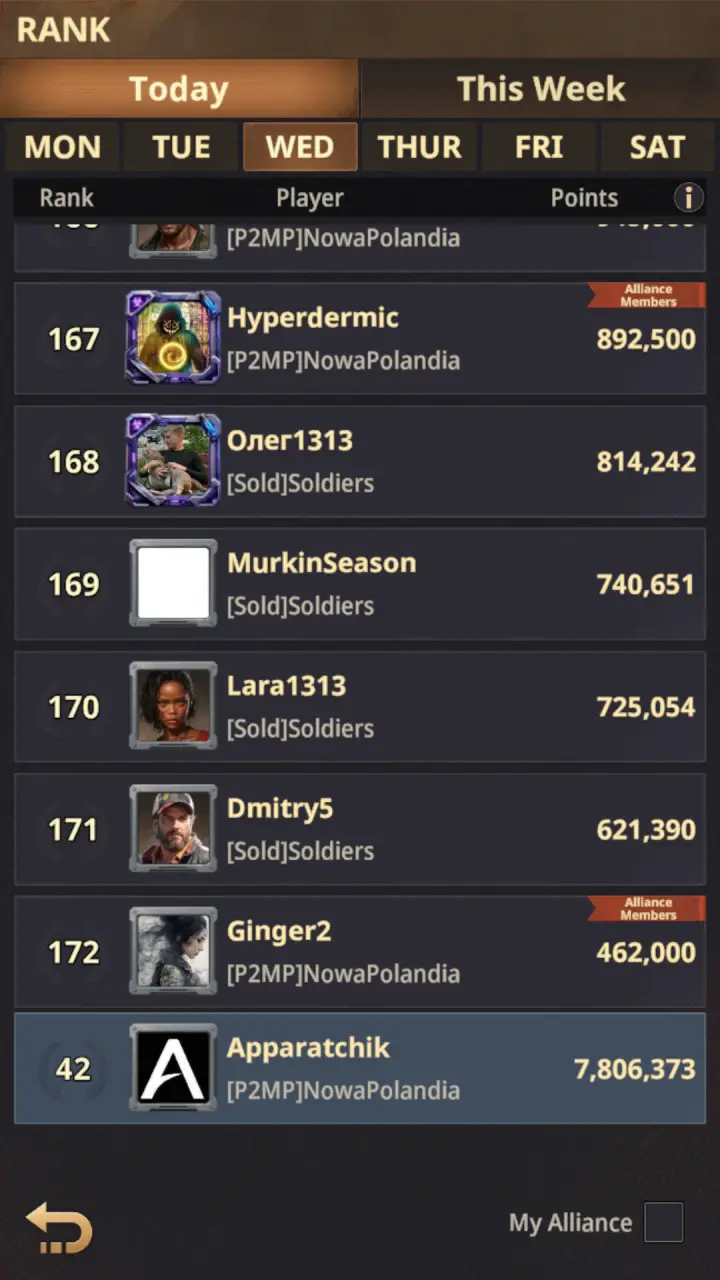 RANK
Today
This Week
MON
TUE
WED
THUR
FRI
SAT
Rank
Player
Points
[P2MP]NowaPolandia
167
Hyperdermic
[P2MP]NowaPolandia
Alliance
Members
892,500
168
Олег1313
[Sold]Soldiers
814,242
169
MurkinSeason
[Sold]Soldiers
740,651
170
Lara1313
[Sold]Soldiers
725,054
171
Dmitry5
[Sold]Soldiers
621,390
172
Ginger2
[P2MP]NowaPolandia
Alliance
Members
462,000
42
Apparatchik
[P2MP]NowaPolandia
7,806,373
My Alliance